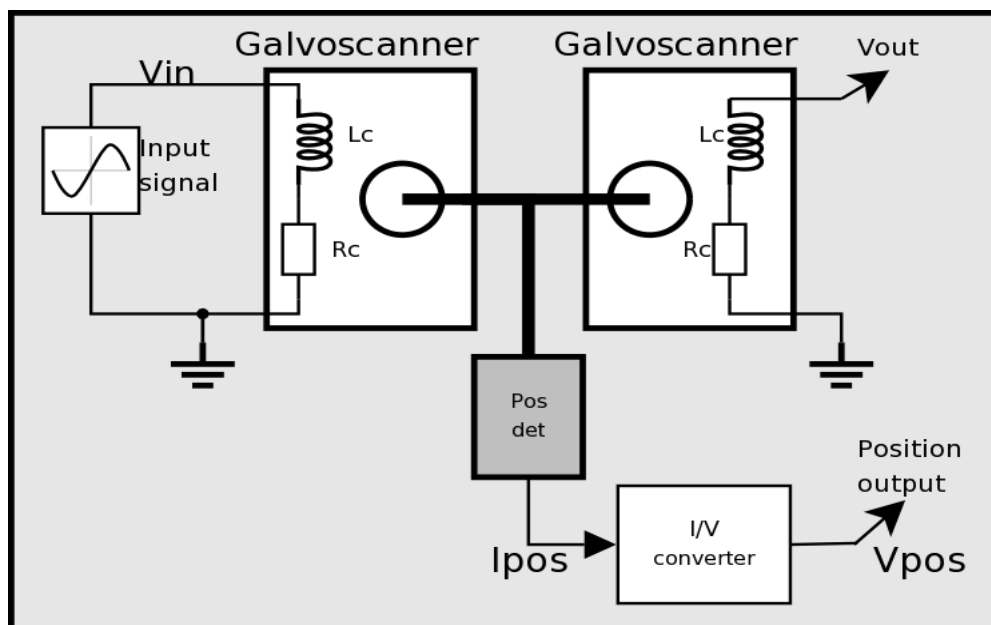 Galvoscanner
Galvoscanner
Vin
Vout
Input
signal
Lc
Lc
Rc
Rc
Pos
det
Position
output
I/V
converter
Ipos
Vpos